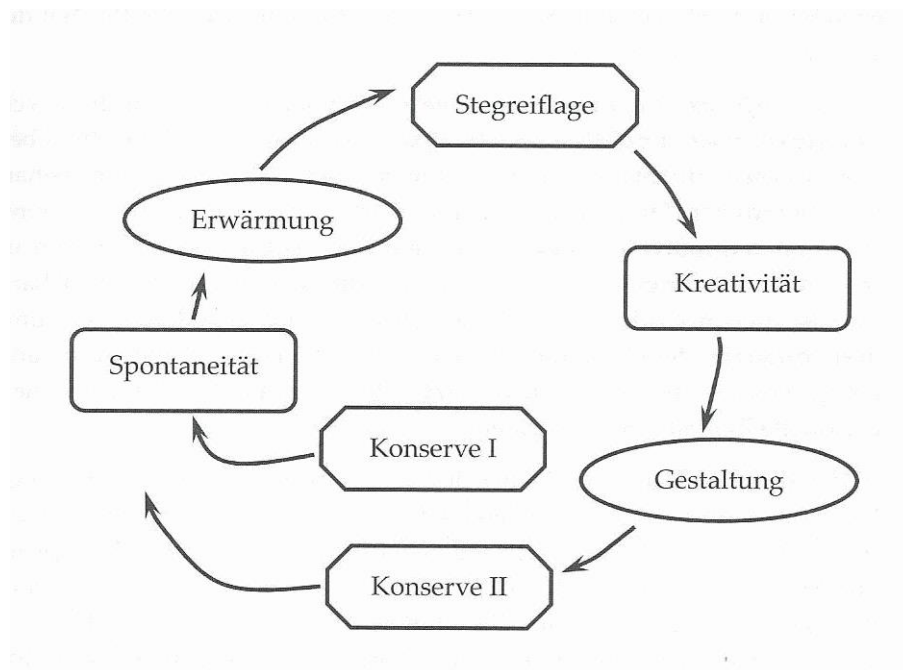 Stegreiflage
Erwärmung
Kreativität
Spontaneität
Konserve I
Gestaltung
Konserve II